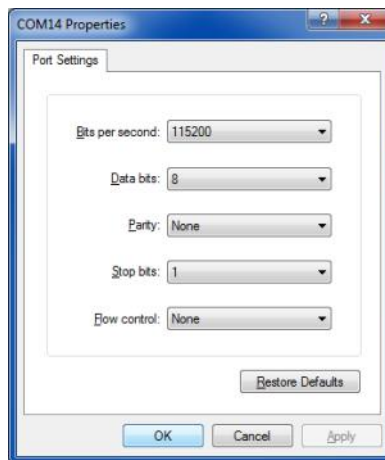 COM14 Properties
Port Settings
Bits per second: 115200
Data bits: 8
Parity: None
Stop bits: 1
Flow control: None
Restore Defaults
OK Cancel Apply